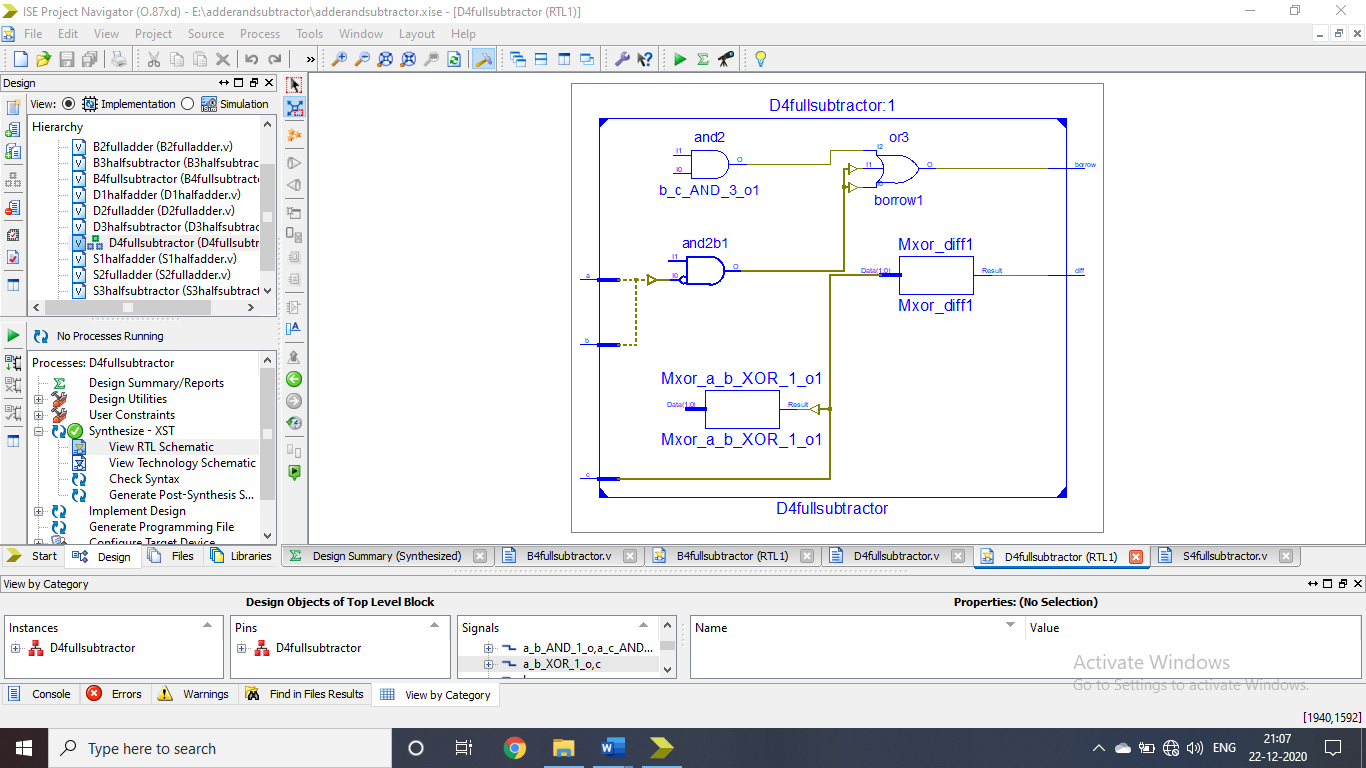 ISE Project Navigator (O.87xd) - E:\adderandsubtractor\adderandsubtractor.xise - [D4fullsubtractor (RTL1)]
File Edit View Project Source Process Tools Window Layout Help
»
Design
View: Implementation Simulation
Hierarchy
B2fulladder (B2fulladder.v)
B3halfsubtractor (B3halfsubtrac
B4fullsubtractor (B4fullsubtract
D1halfadder (D1halfadder.v)
D2fulladder (D2fulladder.v)
D3halfsubtractor (D3halfsubtrac
D4fullsubtractor (D4fullsubtr
S1halfadder (S1halfadder.v)
S2fulladder (S2fulladder.v)
S3halfsubtractor (S3halfsubtract
No Processes Running
Processes: D4fullsubtractor
Design Summary/Reports
Design Utilities
User Constraints
Synthesize - XST
View RTL Schematic
View Technology Schematic
Check Syntax
Generate Post-Synthesis S...
Implement Design
Generate Programming File
Configure Target Device
Start Design Files Libraries
D4fullsubtractor:1
and2
I1
I0
O
b_c_AND_3_o1
or3
I2
I1
O
borrow1
borrow
and2b1
I1
I0
O
a
b
Mxor_diff1
Data(1:0)
Result
diff
Mxor_diff1
Mxor_a_b_XOR_1_o1
Data(1:0)
Result
Mxor_a_b_XOR_1_o1
c
D4fullsubtractor
Design Summary (Synthesized) B4fullsubtractor.v B4fullsubtractor (RTL1) D4fullsubtractor.v D4fullsubtractor (RTL1) S4fullsubtractor.v
View by Category
Design Objects of Top Level Block
Properties: (No Selection)
Instances
D4fullsubtractor
Pins
D4fullsubtractor
Signals
a_b_AND_1_o,a_c_AND...
a_b_XOR_1_o,c
Name Value
Activate Windows
Go to Settings to activate Windows.
Console Errors Warnings Find in Files Results View by Category
[1940,1592]
Type here to search
ENG
21:07
22-12-2020